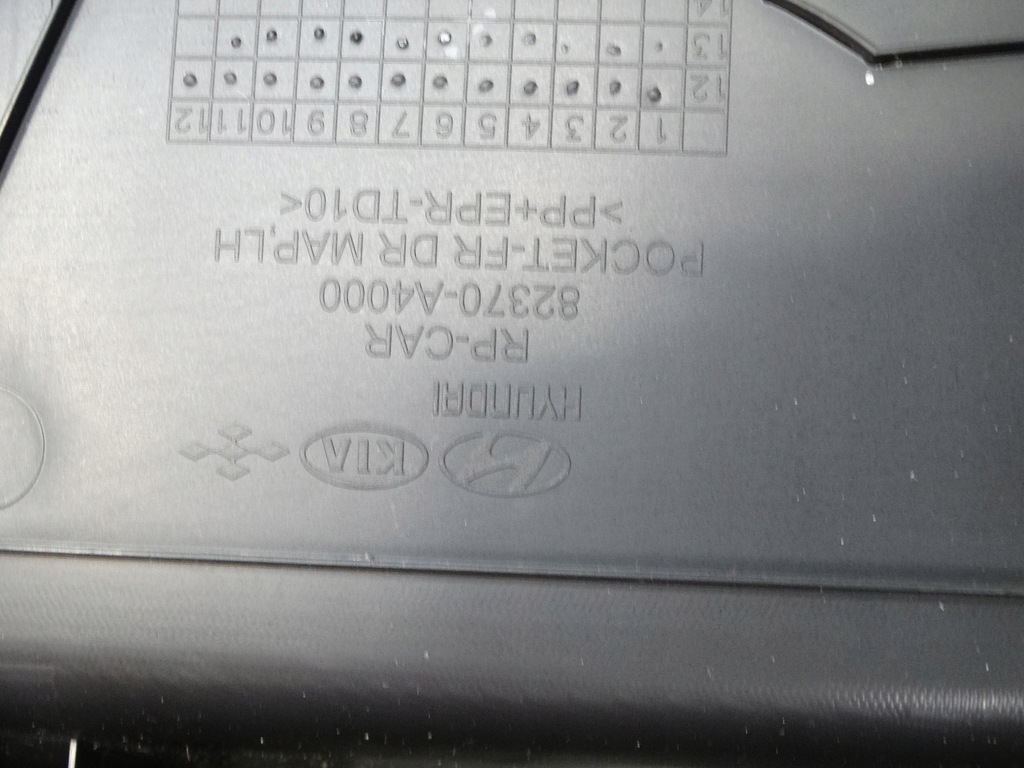 KIA
HYUNDAI
RP-CAR
82370-A4000
POCKET-FR DR MAP,LH
>PP+EPR-TD10<
1 2 3 4 5 6 7 8 9 10 11 12
12
13
14